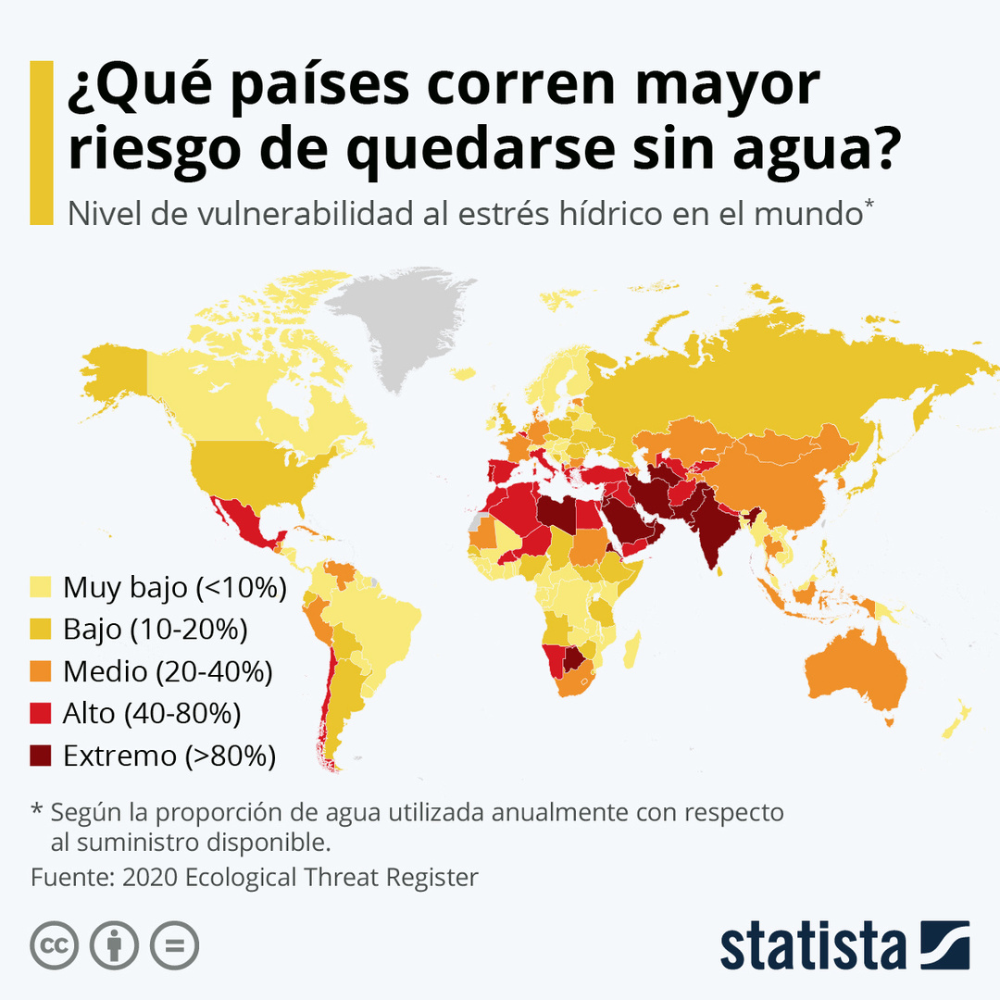 ¿Qué países corren mayor
riesgo de quedarse sin agua?
Nivel de vulnerabilidad al estrés hídrico en el mundo*
Muy bajo (<10%)
Bajo (10-20%)
Medio (20-40%)
Alto (40-80%)
Extremo (>80%)
* Según la proporción de agua utilizada anualmente con respecto
al suministro disponible.
Fuente: 2020 Ecological Threat Register
cc
statista